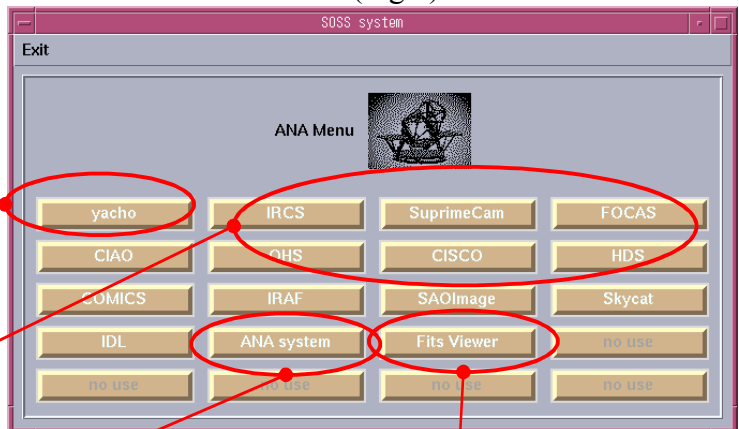 SOSS system
Exit
ANA Menu
yacho IRCS SuprimeCam FOCAS
CIAO OHS CISCO HDS
COMICS IRAF SAOImage Skycat
IDL ANA system Fits Viewer no use
no use no use no use no use